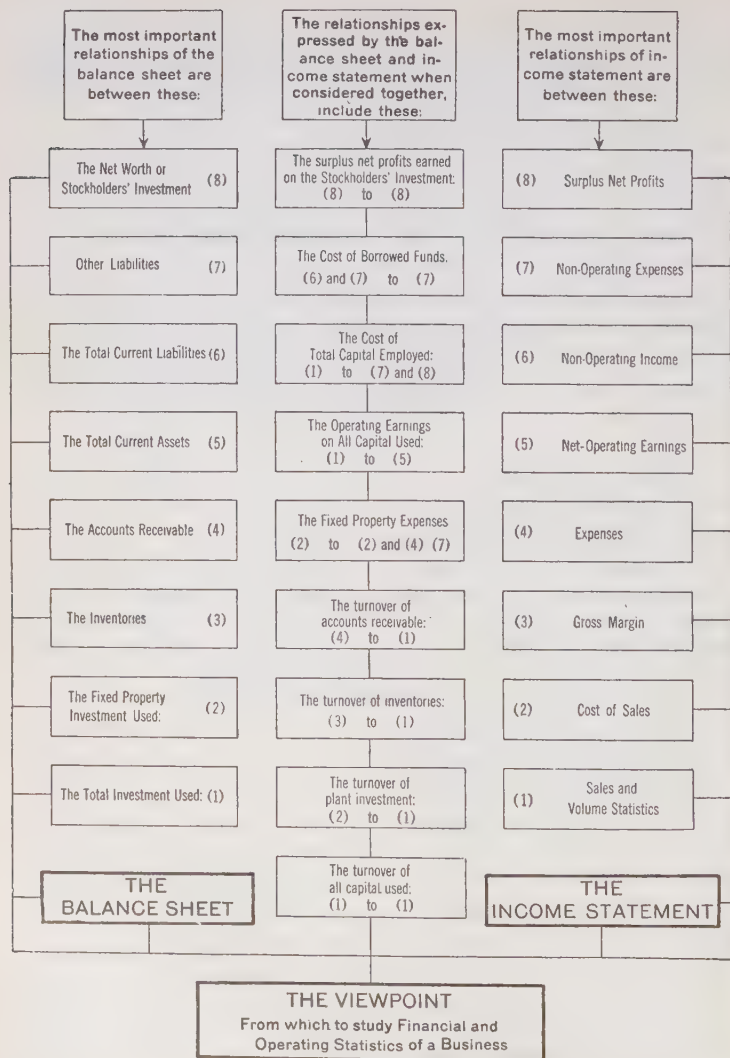 The most important
relationships of the
balance sheet are
between these:
The Net Worth or
Stockholders' Investment (8)
Other Liabilities (7)
The Total Current Liabilities (6)
The Total Current Assets (5)
The Accounts Receivable (4)
The Inventories (3)
The Fixed Property
Investment Used: (2)
The Total Investment Used: (1)
THE
BALANCE SHEET
The relationships ex-
pressed by the bal-
ance sheet and in-
come statement when
considered together,
include these:
The surplus net profits earned
on the Stockholders' Investment:
(8) to (8)
The Cost of Borrowed Funds.
(6) and (7) to (7)
The Cost of
Total Capital Employed:
(1) to (7) and (8)
The Operating Earnings
on All Capital Used:
(1) to (5)
The Fixed Property Expenses
(2) to (2) and (4) (7)
The turnover of
accounts receivable:
(4) to (1)
The turnover of inventories:
(3) to (1)
The turnover of
plant investment:
(2) to (1)
The turnover of
all capital used:
(1) to (1)
The most important
relationships of in-
come statement are
between these:
(8) Surplus Net Profits
(7) Non-Operating Expenses
(6) Non-Operating Income
(5) Net-Operating Earnings
(4) Expenses
(3) Gross Margin
(2) Cost of Sales
(1) Sales and
Volume Statistics
THE
INCOME STATEMENT
THE VIEWPOINT
From which to study Financial and
Operating Statistics of a Business